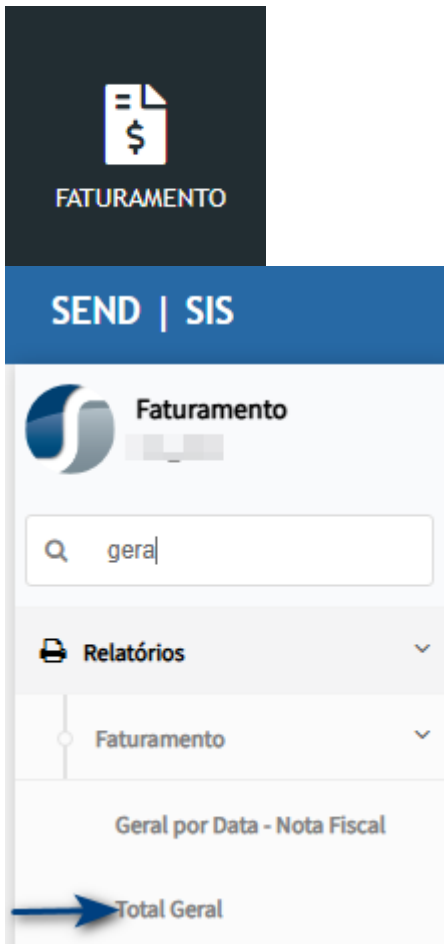 FATURAMENTO
SEND | SIS
Faturamento
gera
Relatórios
Faturamento
Geral por Data - Nota Fiscal
Total Geral